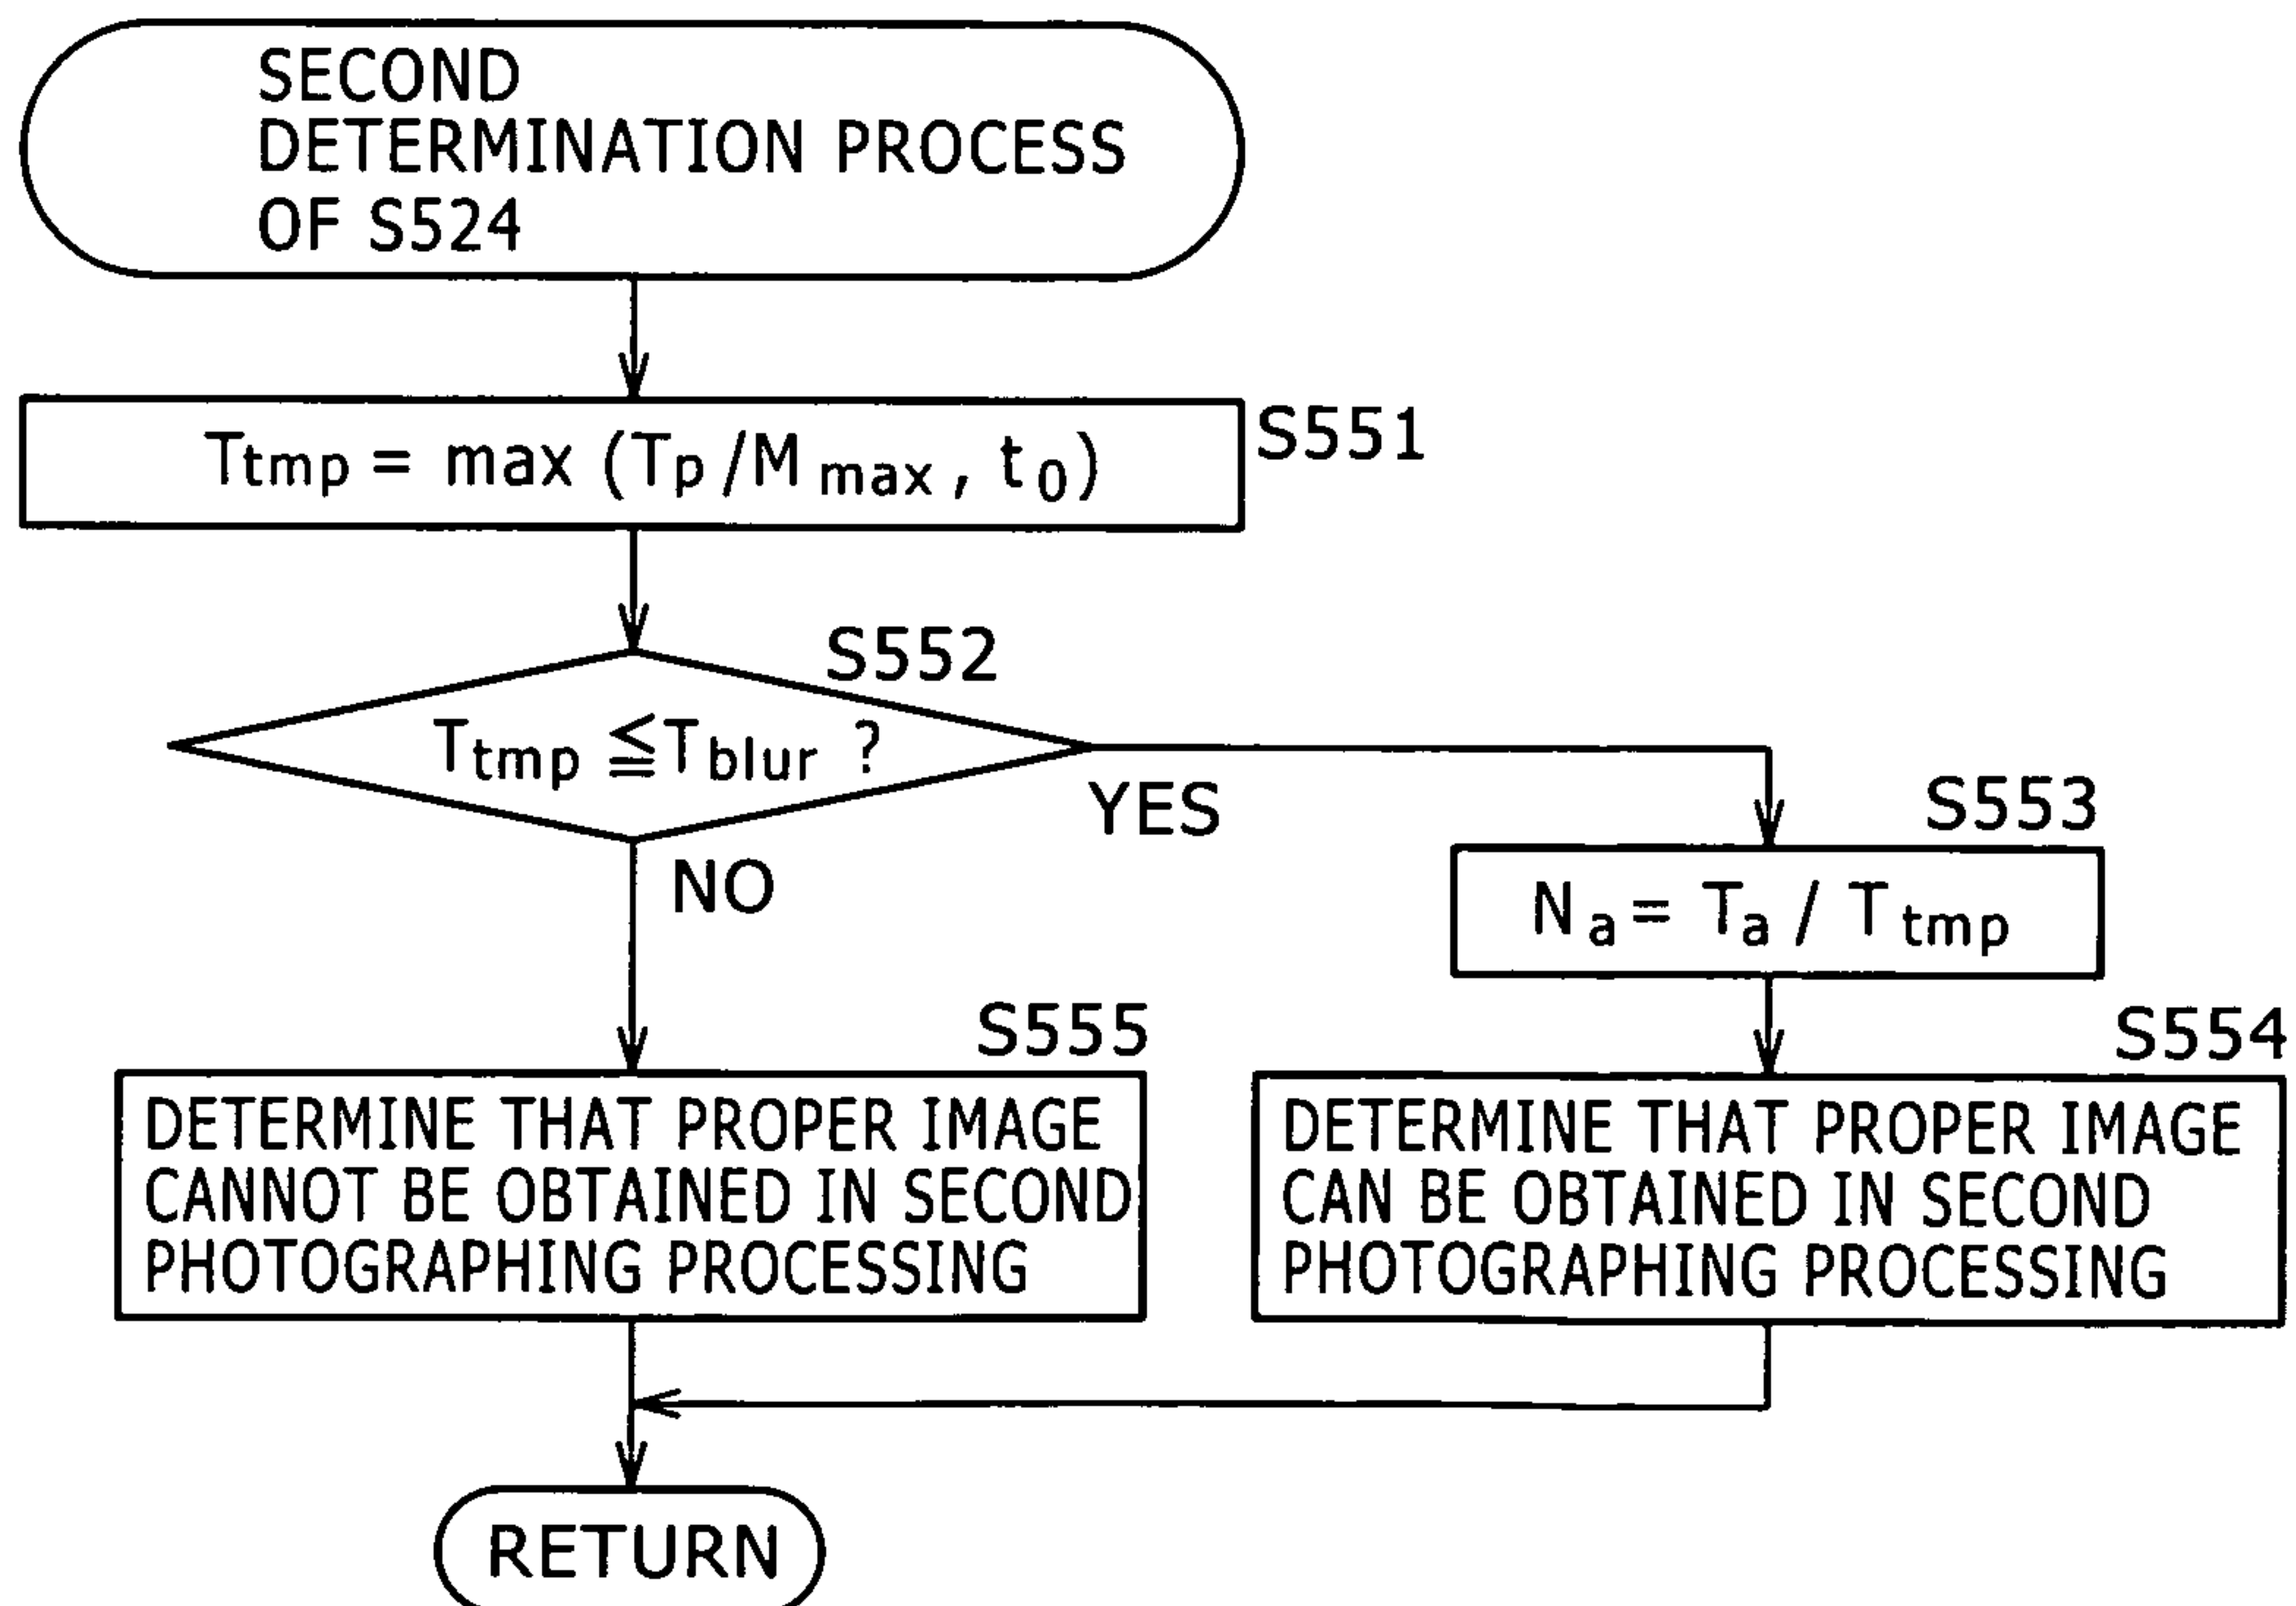 SECOND
DETERMINATION PROCESS
OF S524
S551
Ttmp = max (Tp/Mmax, t0)
S552
Ttmp ≦ Tblur ?
YES
NO
S553
Na = Ta / Ttmp
S555
DETERMINE THAT PROPER IMAGE
CANNOT BE OBTAINED IN SECOND
PHOTOGRAPHING PROCESSING
S554
DETERMINE THAT PROPER IMAGE
CAN BE OBTAINED IN SECOND
PHOTOGRAPHING PROCESSING
RETURN